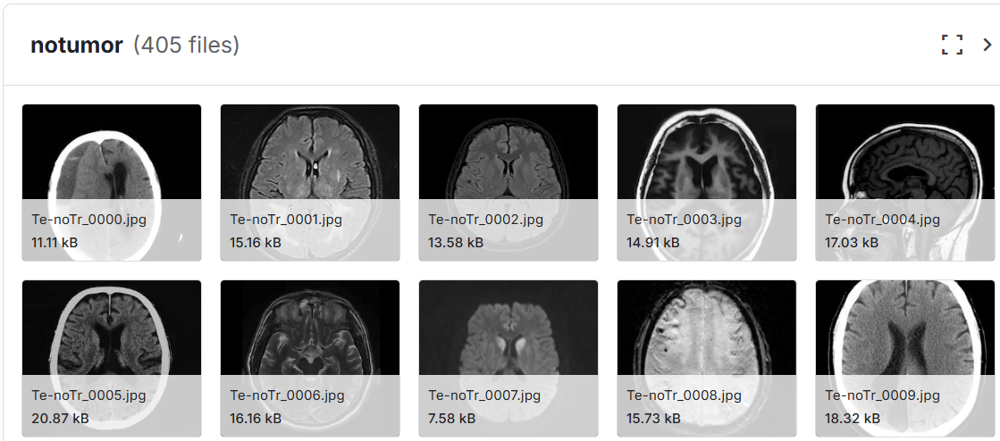 notumor (405 files)
Te-noTr_0000.jpg
11.11 kB
Te-noTr_0001.jpg
15.16 kB
Te-noTr_0002.jpg
13.58 kB
Te-noTr_0003.jpg
14.91 kB
Te-noTr_0004.jpg
17.03 kB
Te-noTr_0005.jpg
20.87 kB
Te-noTr_0006.jpg
16.16 kB
Te-noTr_0007.jpg
7.58 kB
Te-noTr_0008.jpg
15.73 kB
Te-noTr_0009.jpg
18.32 kB